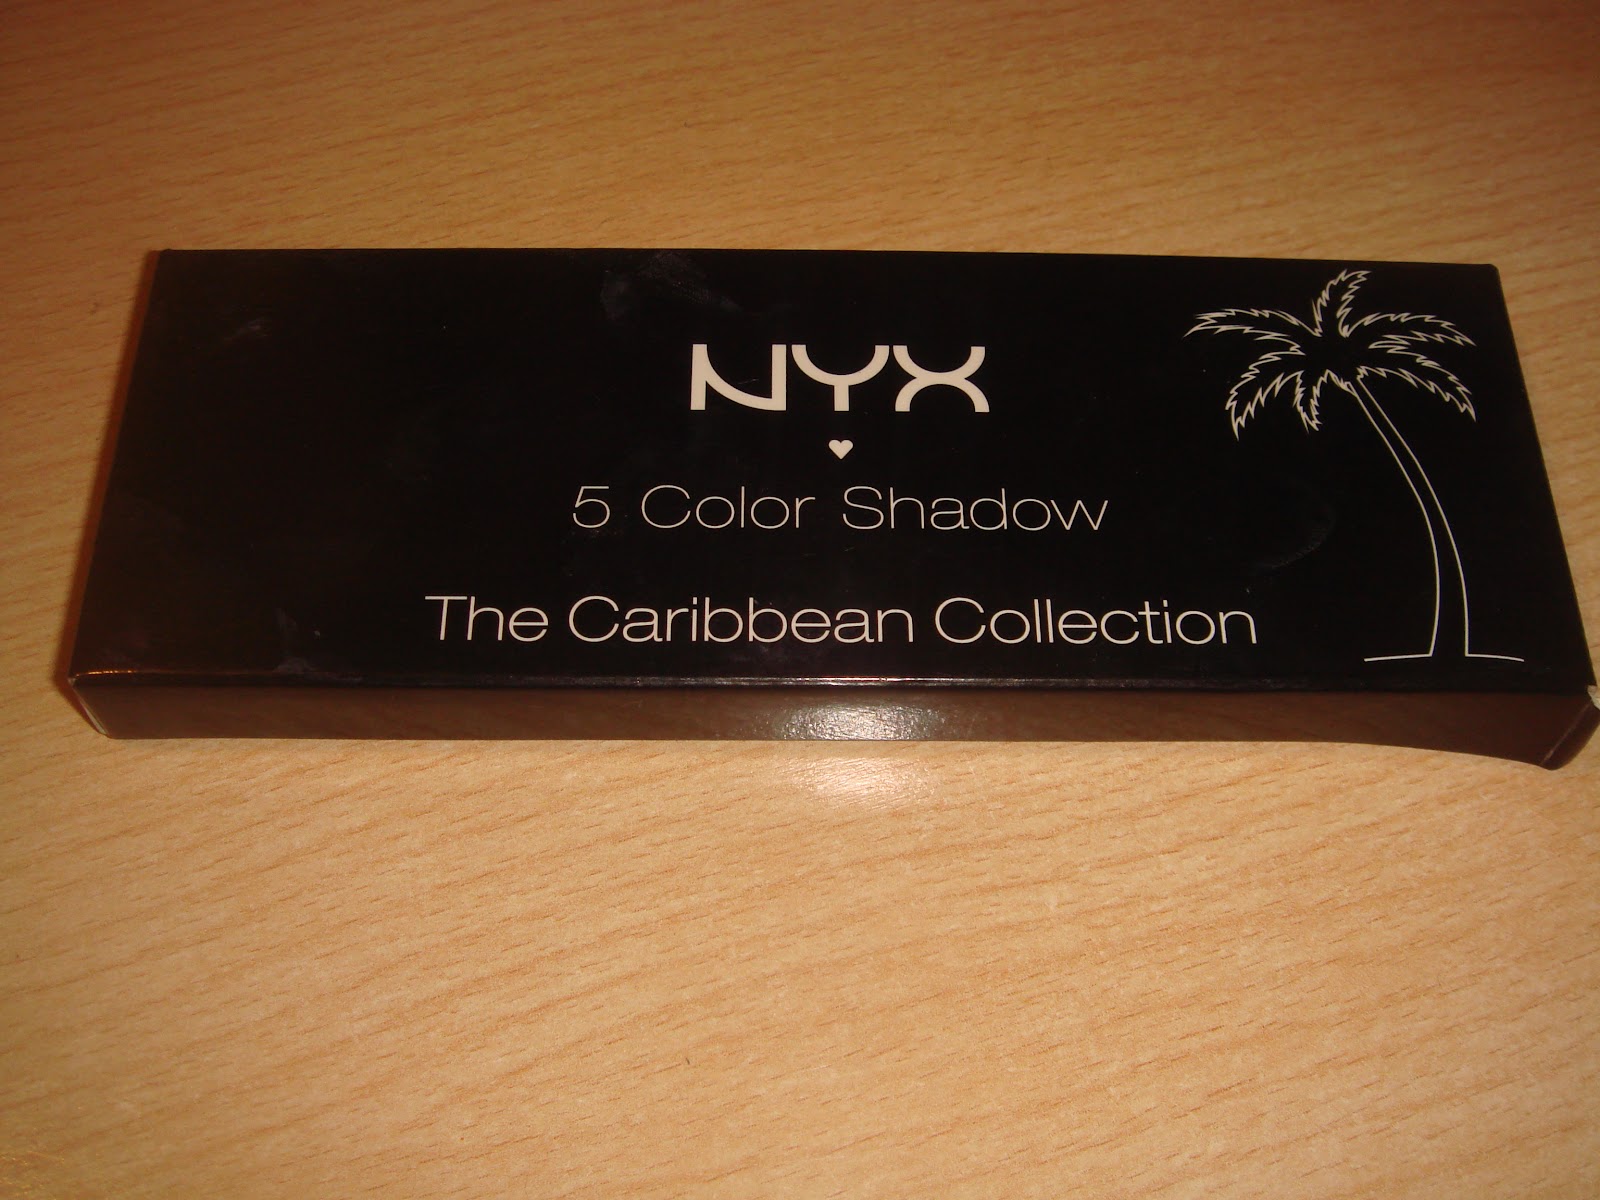 NYX
5 Color Shadow
The Caribbean Collection